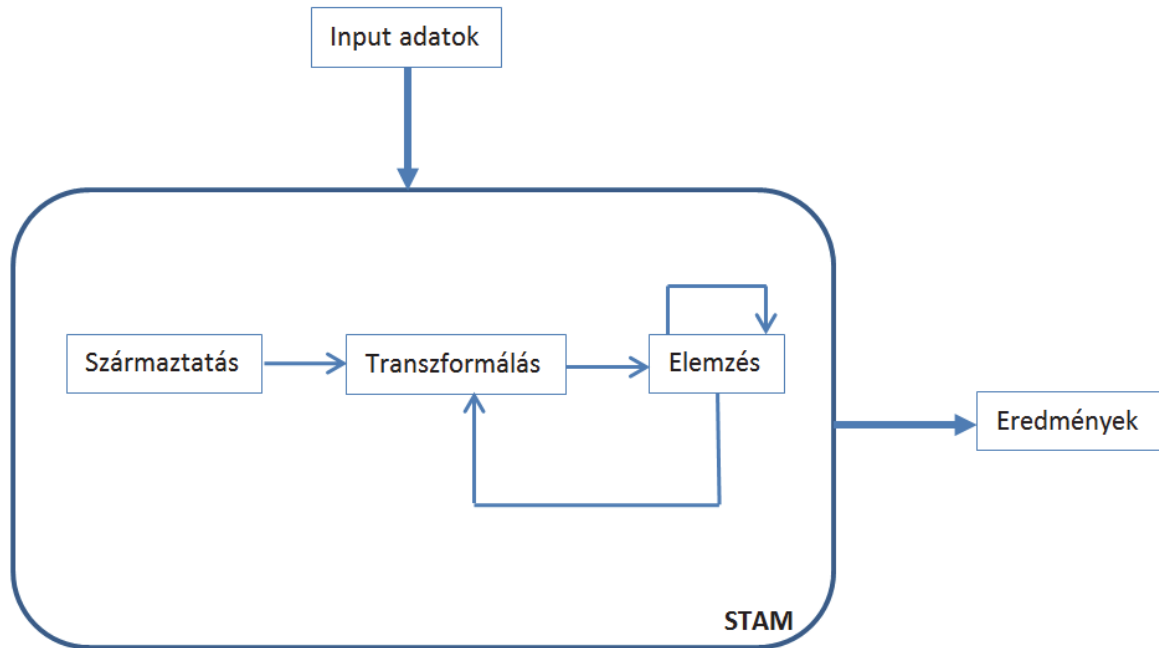 Input adatok
Származtatás
Transzformálás
Elemzés
Eredmények
STAM